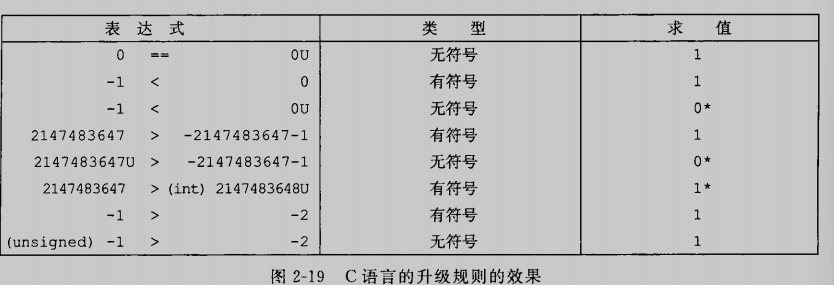 表 达 式 类 型 求 值
0 == 0U 无符号 1
-1 < 0 有符号 1
-1 < 0U 无符号 0*
2147483647 > -2147483647-1 有符号 1
2147483647U > -2147483647-1 无符号 0*
2147483647 > (int) 2147483648U 有符号 1*
-1 > -2 有符号 1
(unsigned) -1 > -2 无符号 1
图 2-19 C 语言的升级规则的效果